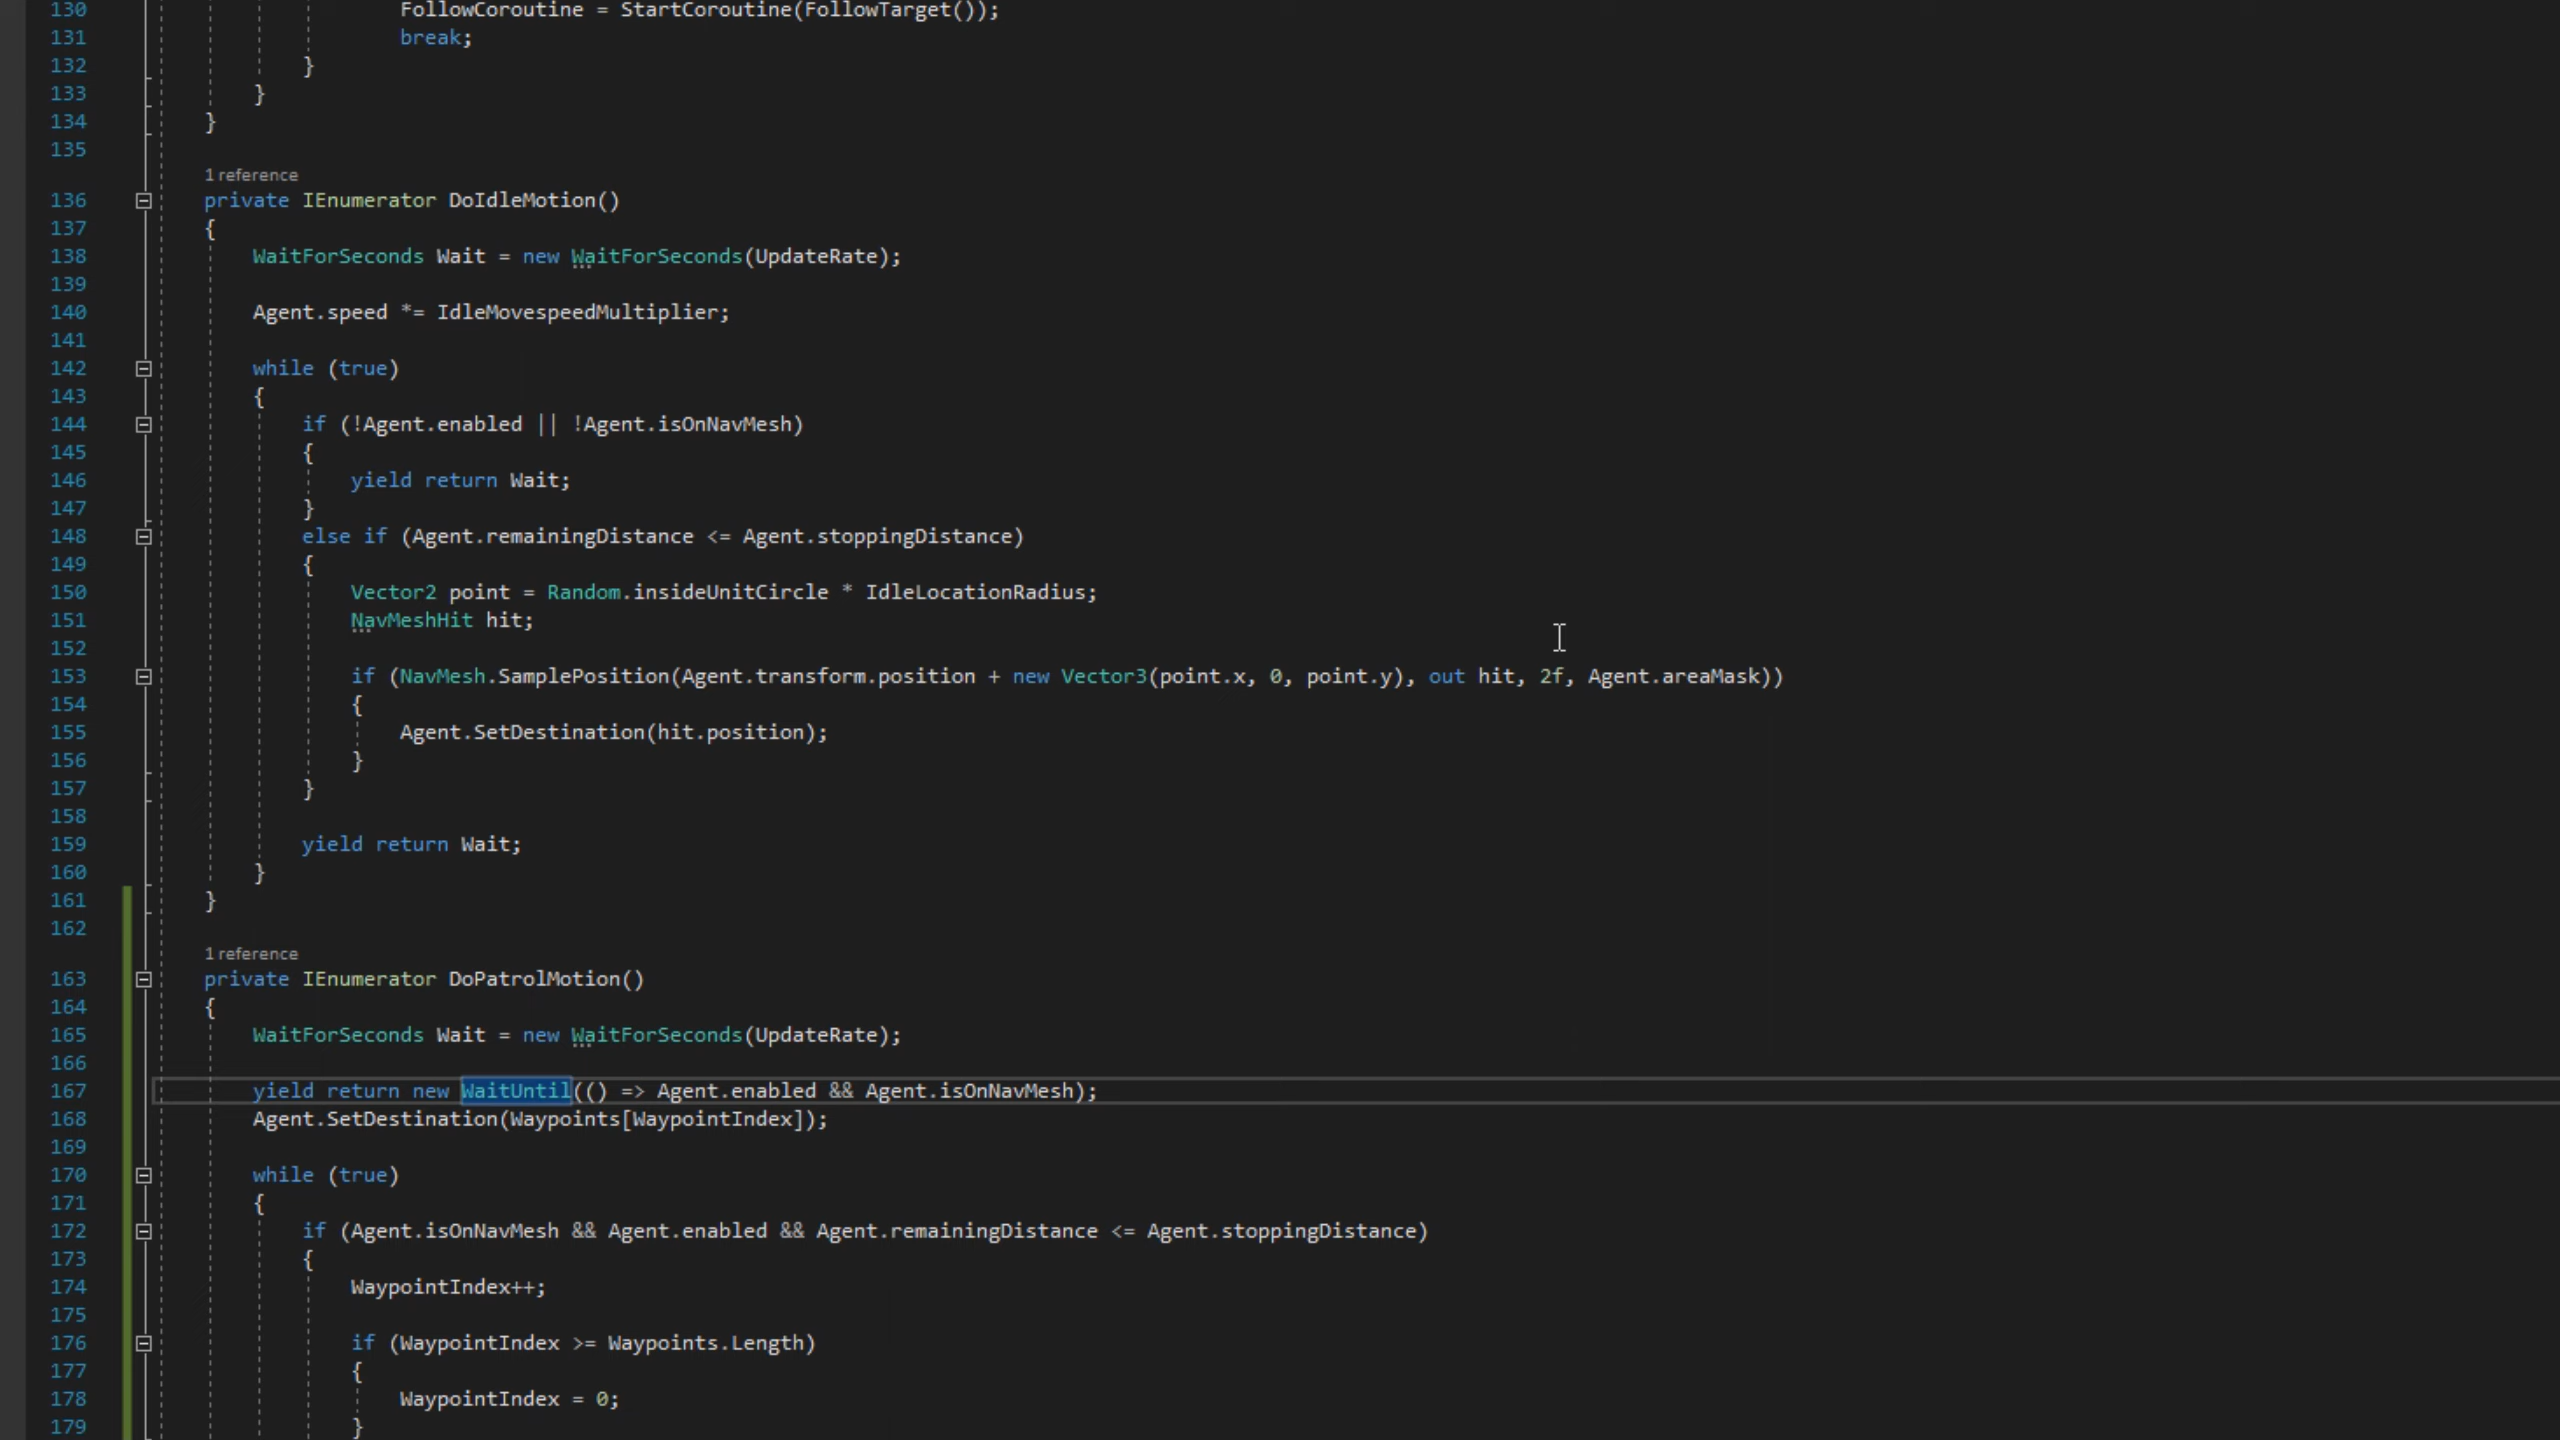 130 FollowCoroutine = StartCoroutine(FollowTarget());
131 break;
132 }
133 }
134 }
135
1 reference
136 private IEnumerator DoIdleMotion()
137 {
138 WaitForSeconds Wait = new WaitForSeconds(UpdateRate);
139
140 Agent.speed *= IdleMovespeedMultiplier;
141
142 while (true)
143 {
144 if (!Agent.enabled || !Agent.isOnNavMesh)
145 {
146 yield return Wait;
147 }
148 else if (Agent.remainingDistance <= Agent.stoppingDistance)
149 {
150 Vector2 point = Random.insideUnitCircle * IdleLocationRadius;
151 NavMeshHit hit;
152
153 if (NavMesh.SamplePosition(Agent.transform.position + new Vector3(point.x, 0, point.y), out hit, 2f, Agent.areaMask))
154 {
155 Agent.SetDestination(hit.position);
156 }
157 }
158
159 yield return Wait;
160 }
161 }
162
1 reference
163 private IEnumerator DoPatrolMotion()
164 {
165 WaitForSeconds Wait = new WaitForSeconds(UpdateRate);
166
167 yield return new WaitUntil(() => Agent.enabled && Agent.isOnNavMesh);
168 Agent.SetDestination(Waypoints[WaypointIndex]);
169
170 while (true)
171 {
172 if (Agent.isOnNavMesh && Agent.enabled && Agent.remainingDistance <= Agent.stoppingDistance)
173 {
174 WaypointIndex++;
175
176 if (WaypointIndex >= Waypoints.Length)
177 {
178 WaypointIndex = 0;
179 }